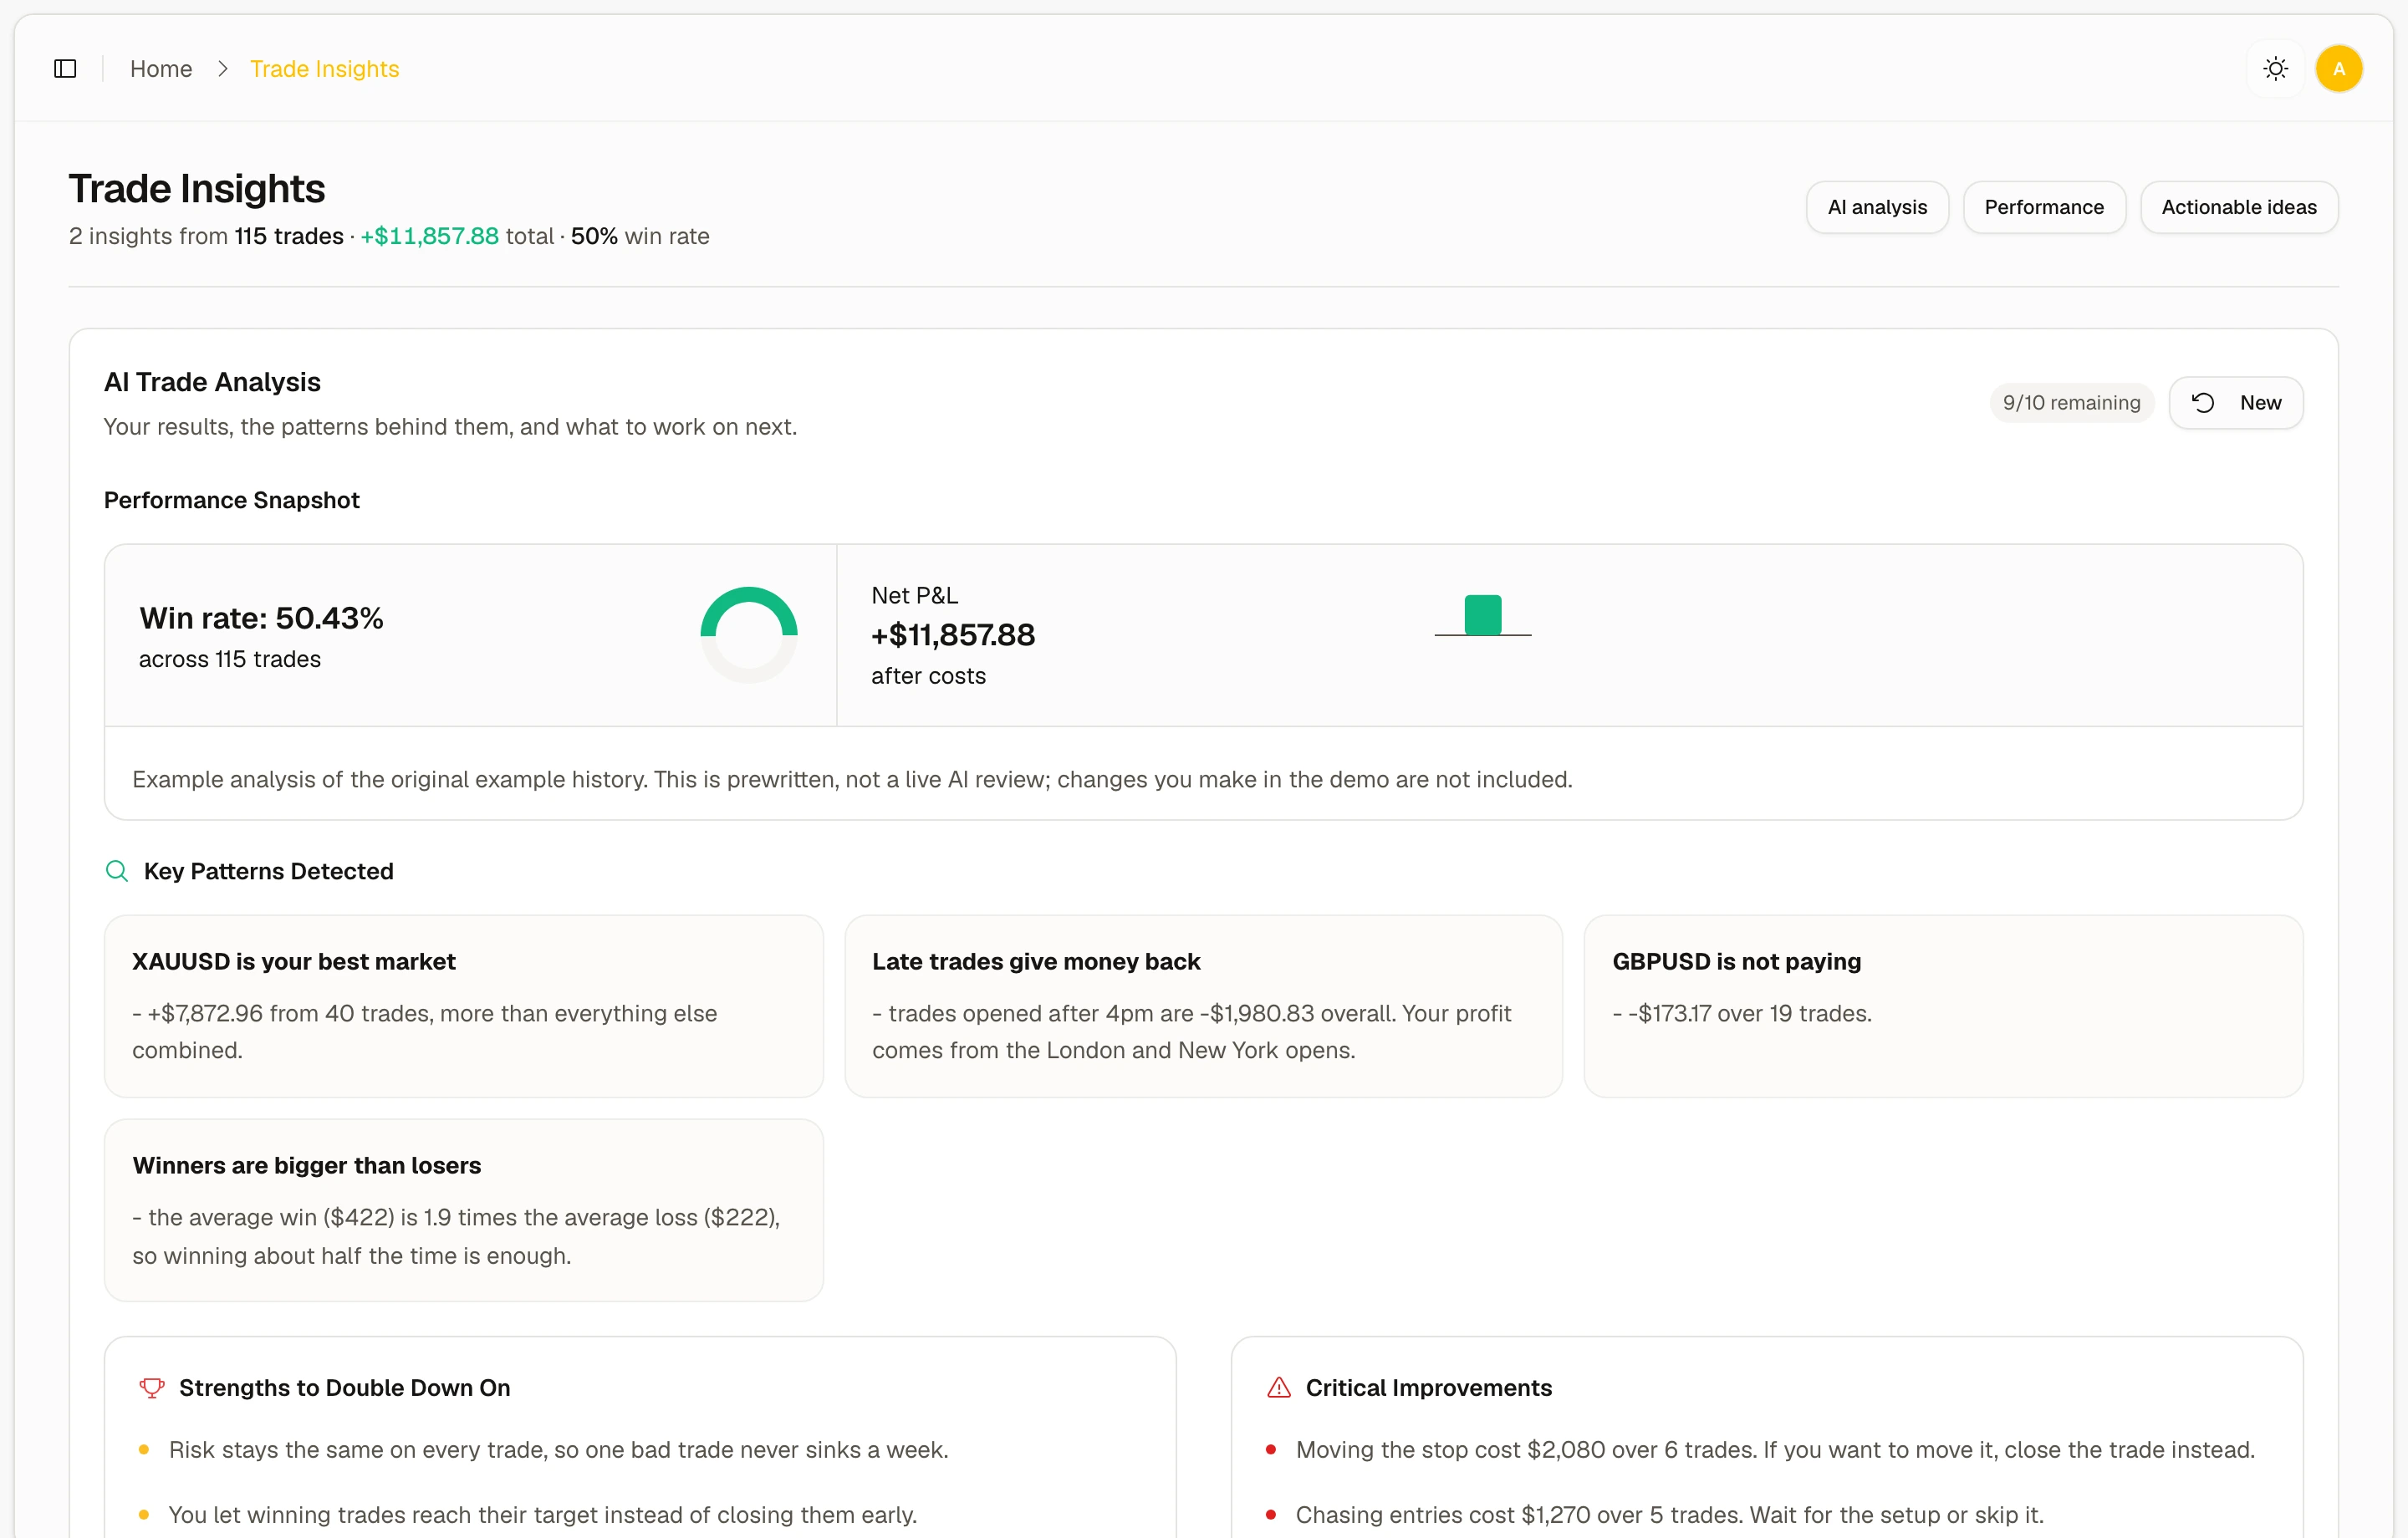 Home
Trade Insights
A
Trade Insights
2 insights from 115 trades · +$11,857.88 total · 50% win rate
AI analysis
Performance
Actionable ideas
AI Trade Analysis
Your results, the patterns behind them, and what to work on next.
9/10 remaining
New
Performance Snapshot
Win rate: 50.43%
across 115 trades
Net P&L
+$11,857.88
after costs
Example analysis of the original example history. This is prewritten, not a live AI review; changes you make in the demo are not included.
Key Patterns Detected
XAUUSD is your best market
- +$7,872.96 from 40 trades, more than everything else
combined.
Late trades give money back
- trades opened after 4pm are -$1,980.83 overall. Your profit
comes from the London and New York opens.
GBPUSD is not paying
- -$173.17 over 19 trades.
Winners are bigger than losers
- the average win ($422) is 1.9 times the average loss ($222),
so winning about half the time is enough.
Strengths to Double Down On
Risk stays the same on every trade, so one bad trade never sinks a week.
You let winning trades reach their target instead of closing them early.
Critical Improvements
Moving the stop cost $2,080 over 6 trades. If you want to move it, close the trade instead.
Chasing entries cost $1,270 over 5 trades. Wait for the setup or skip it.